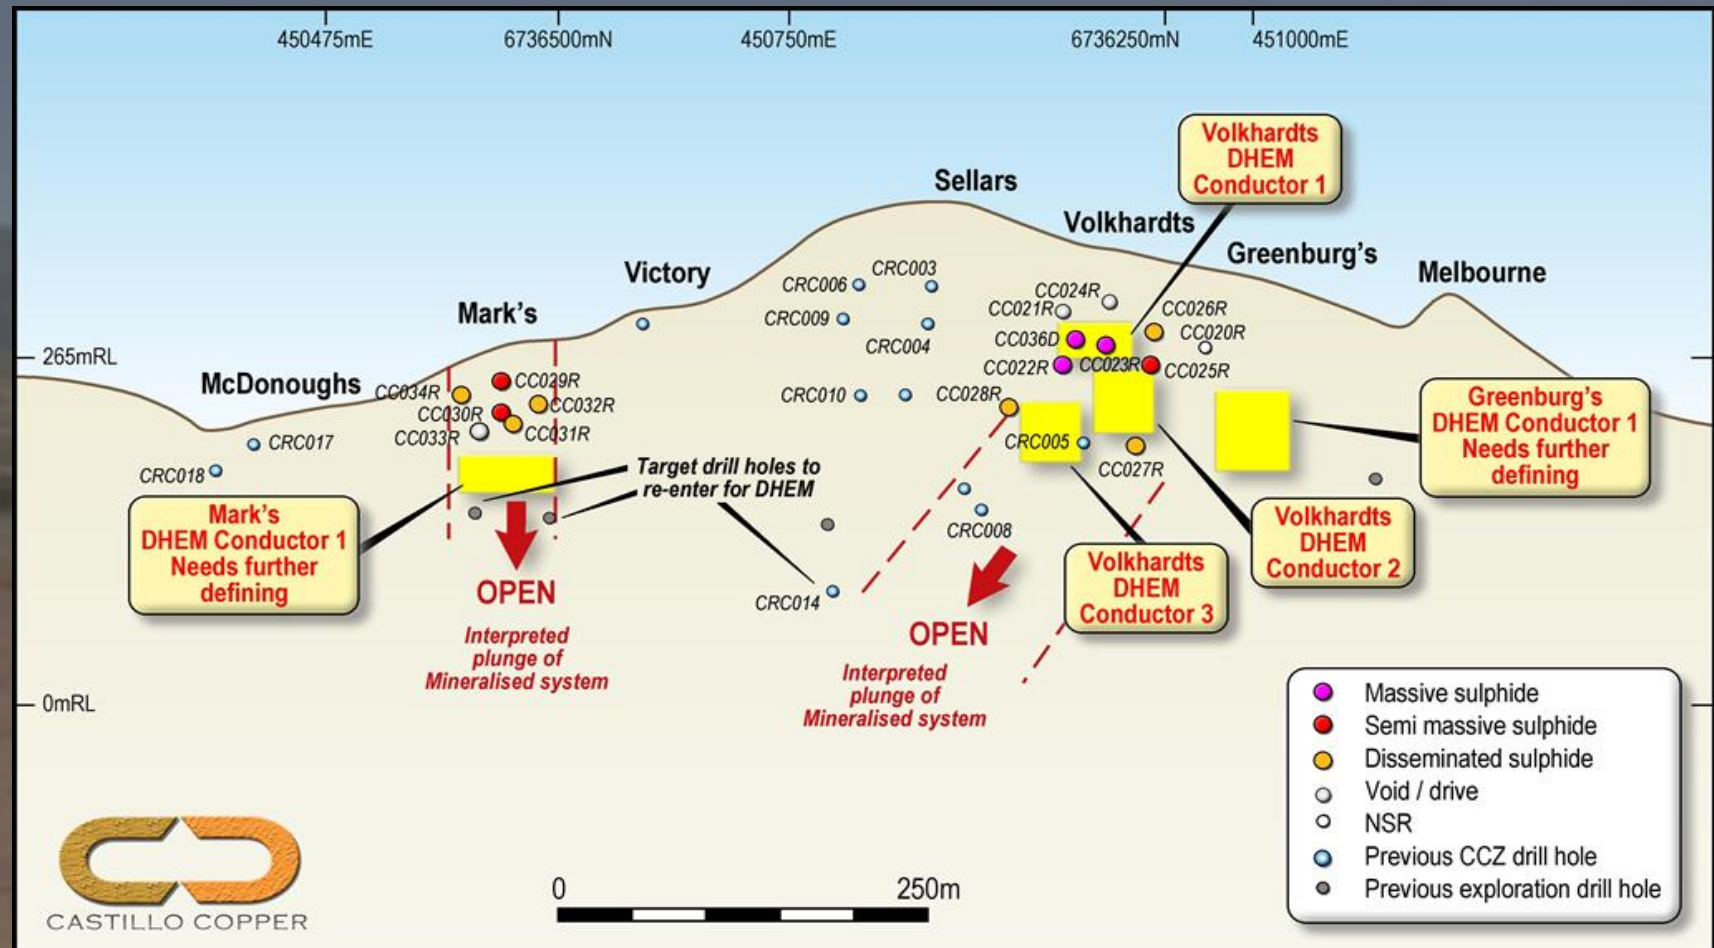 450475mE
6736500mN
450750mE
6736250mN
451000mE
Volkhardts
DHEM
Conductor 1
Sellars
Volkhardts
Greenburg's
Melbourne
Victory
Mark's
McDonoughs
265mRL
CRC006
CRC003
CRC009
CRC004
CRC010
CC024R
CC021R
CC026R
CC036D
CC020R
CC022R
CC023R
CC025R
CC028R
CRC005
CC027R
CC034R
CC029R
CC030R
CC032R
CC033R
CC031R
CRC017
CRC018
Target drill holes to
re-enter for DHEM
Greenburg's
DHEM Conductor 1
Needs further
defining
Mark's
DHEM Conductor 1
Needs further
defining
CRC008
CRC014
Volkhardts
DHEM
Conductor 2
Volkhardts
DHEM
Conductor 3
OPEN
Interpreted
plunge of
Mineralised system
OPEN
Interpreted
plunge of
Mineralised system
0mRL
Massive sulphide
Semi massive sulphide
Disseminated sulphide
Void / drive
NSR
Previous CCZ drill hole
Previous exploration drill hole
0
250m
CASTILLO COPPER